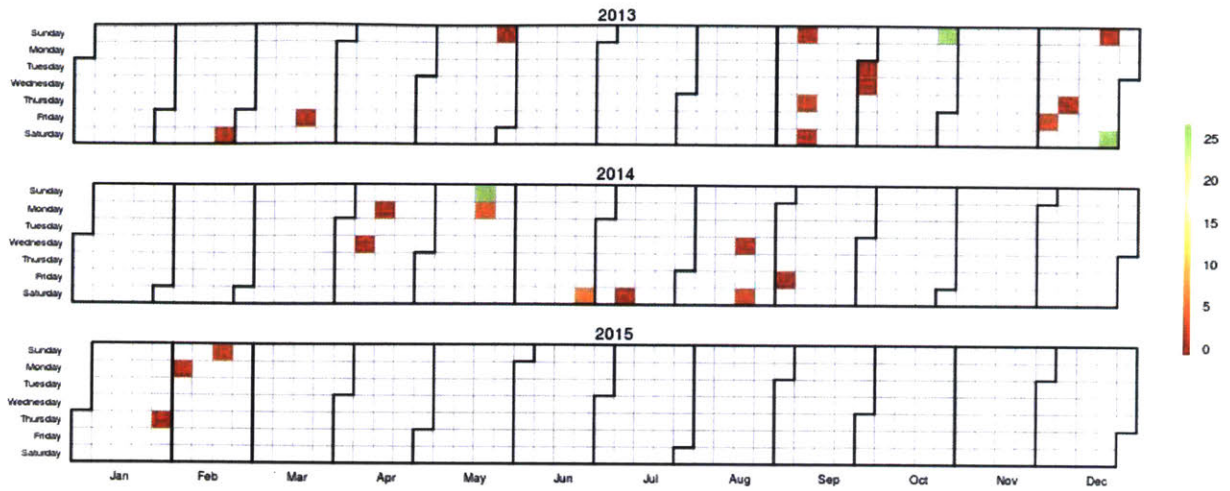 2013
Sunday
Monday
Tuesday
Wednesday
Thursday
Friday
Saturday
2014
Sunday
Monday
Tuesday
Wednesday
Thursday
Friday
Saturday
2015
Sunday
Monday
Tuesday
Wednesday
Thursday
Friday
Saturday
Jan Feb Mar Apr May Jun Jul Aug Sep Oct Nov Dec
25
20
15
10
5
0